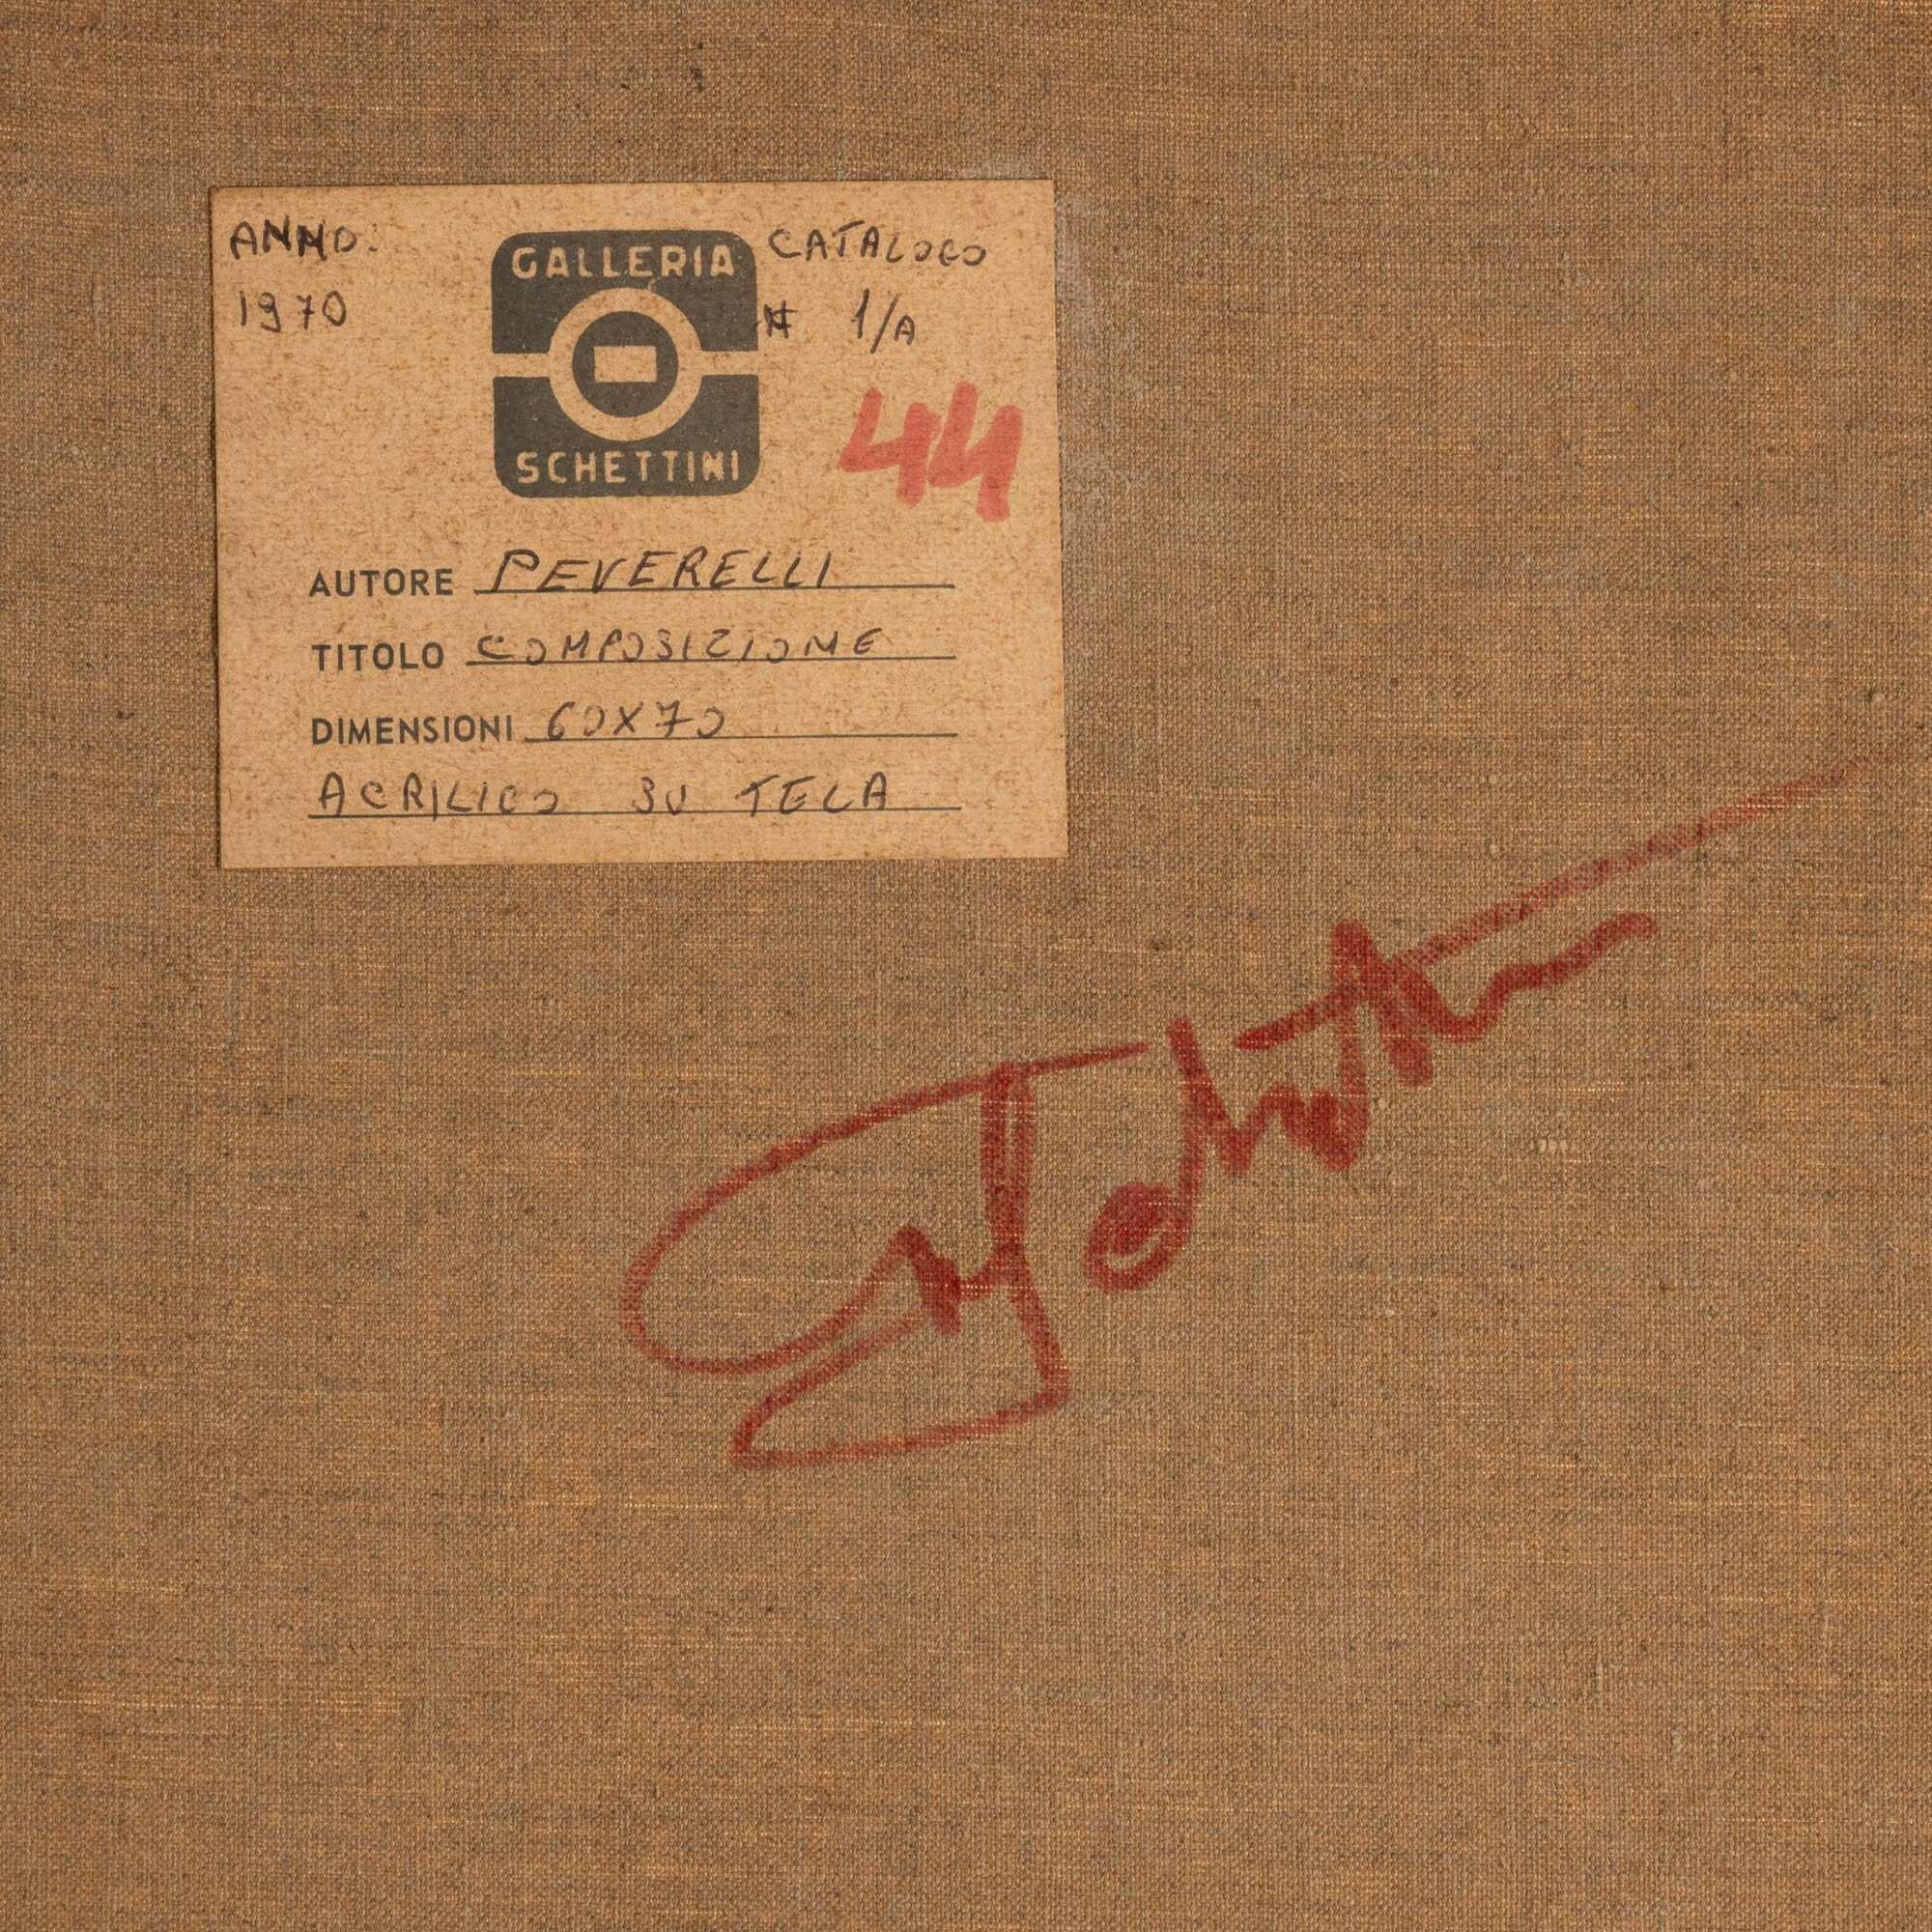 ANNO:
1970
GALLERIA
SCHETTINI
CATALOGO
# 1/A
44
AUTORE PEVERELLI
TITOLO COMPOSIZIONE
DIMENSIONI 60X70
ACRILICO SU TELA